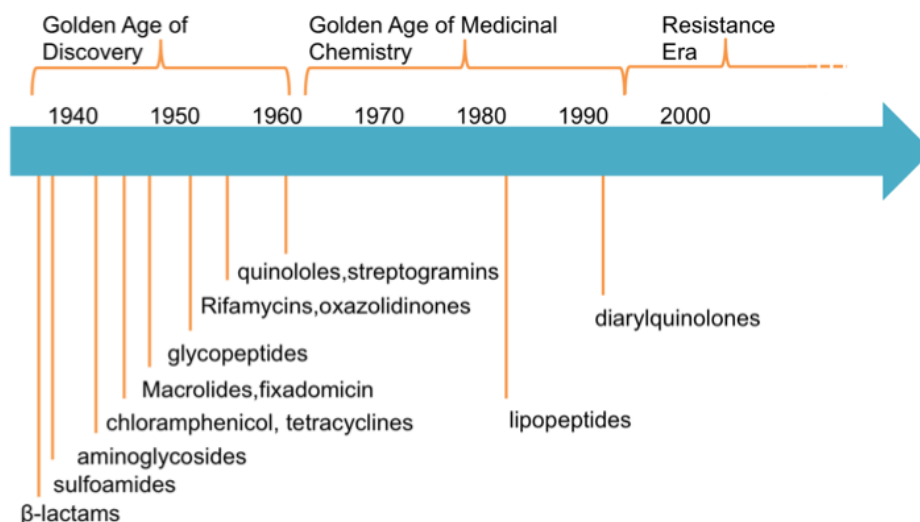 Golden Age of
Discovery
Golden Age of Medicinal
Chemistry
Resistance
Era
1940 1950 1960 1970 1980 1990 2000
quinololes,streptogramins
Rifamycins,oxazolidinones
diarylquinolones
glycopeptides
Macrolides,fixadomicin
chloramphenicol, tetracyclines
lipopeptides
aminoglycosides
sulfoamides
β-lactams